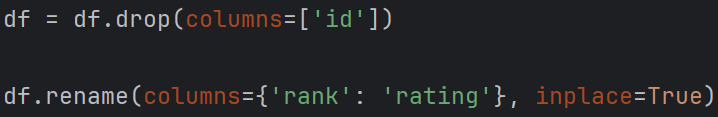 df = df.drop(columns=['id'])
df.rename(columns={'rank': 'rating'}, inplace=True)